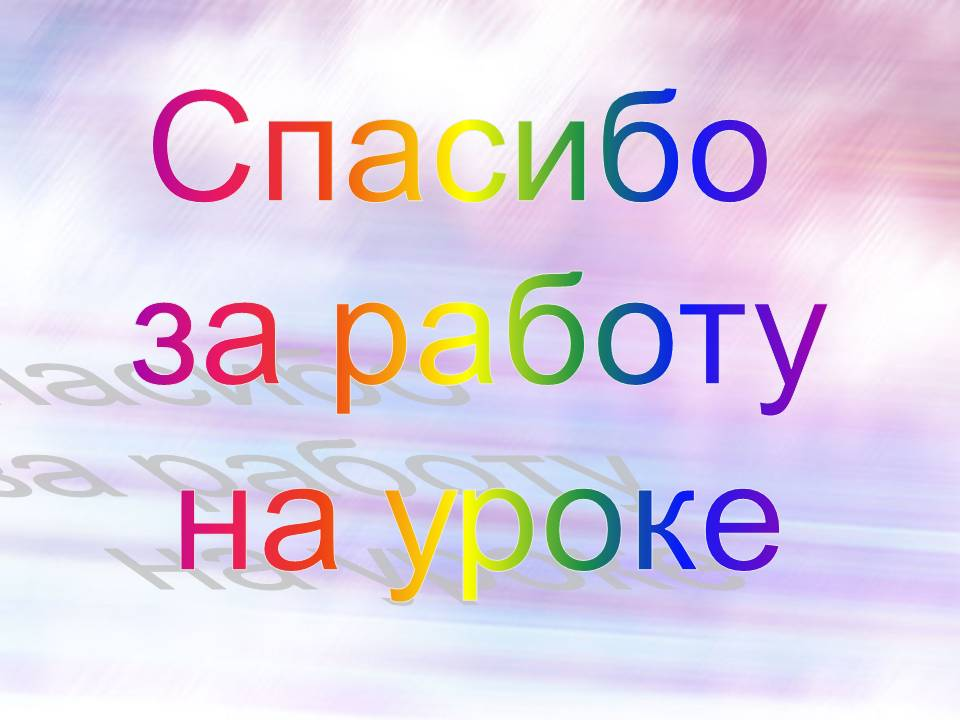 Спасибо
за работу
на уроке